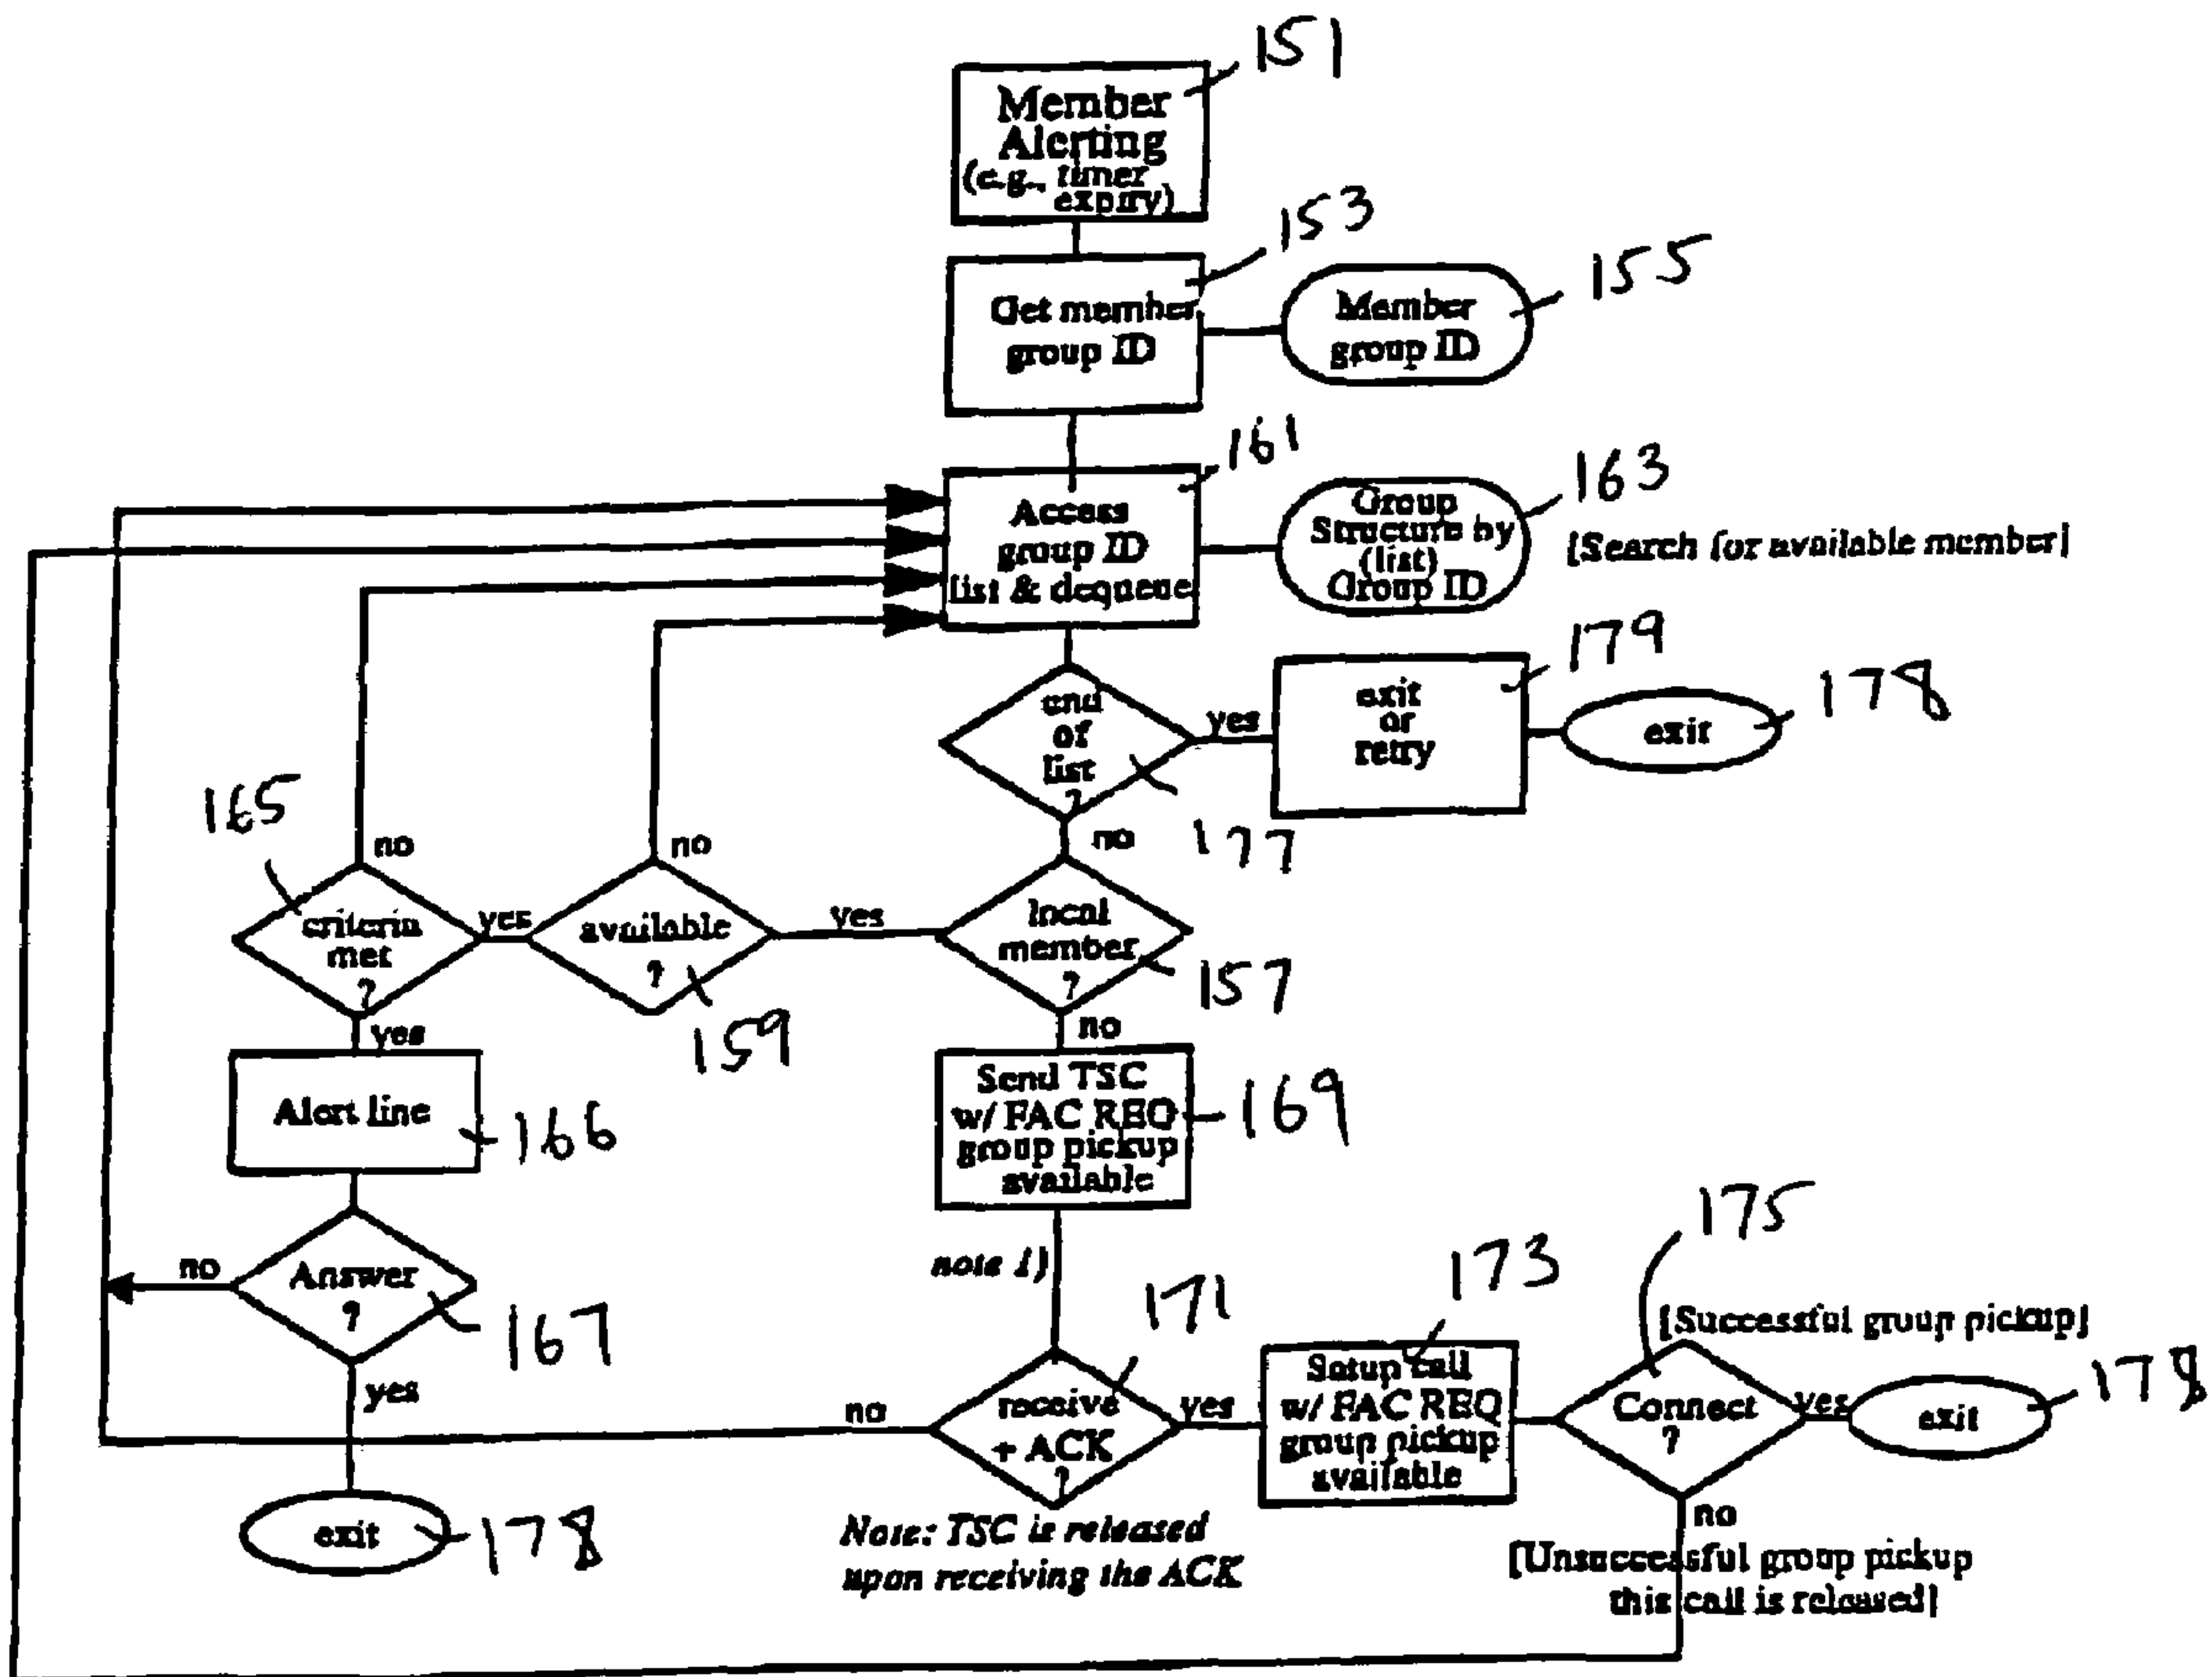 151
Member
Alerting
(e.g., timer
expiry)
153
Get member
group ID
155
Member
group ID
161
Access
group ID
list & dequeue
163
Group
Structure by
(list)
Group ID
[Search for available member]
end
of
list
?
177
yes
no
179
exit
or
retry
exit
178
165
criteria
met
?
no
yes
available
?
159
no
yes
local
member
?
157
no
yes
Alert line
166
Send TSC
w/ FAC REQ
group pickup
available
169
note 1)
Answer
?
167
no
yes
exit
178
171
receive
+ ACK
?
no
yes
Note: TSC is released
upon receiving the ACK
173
Setup call
w/ FAC REQ
group pickup
available
175
[Successful group pickup]
Connect
?
yes
exit
178
no
[Unsuccessful group pickup
this call is released]